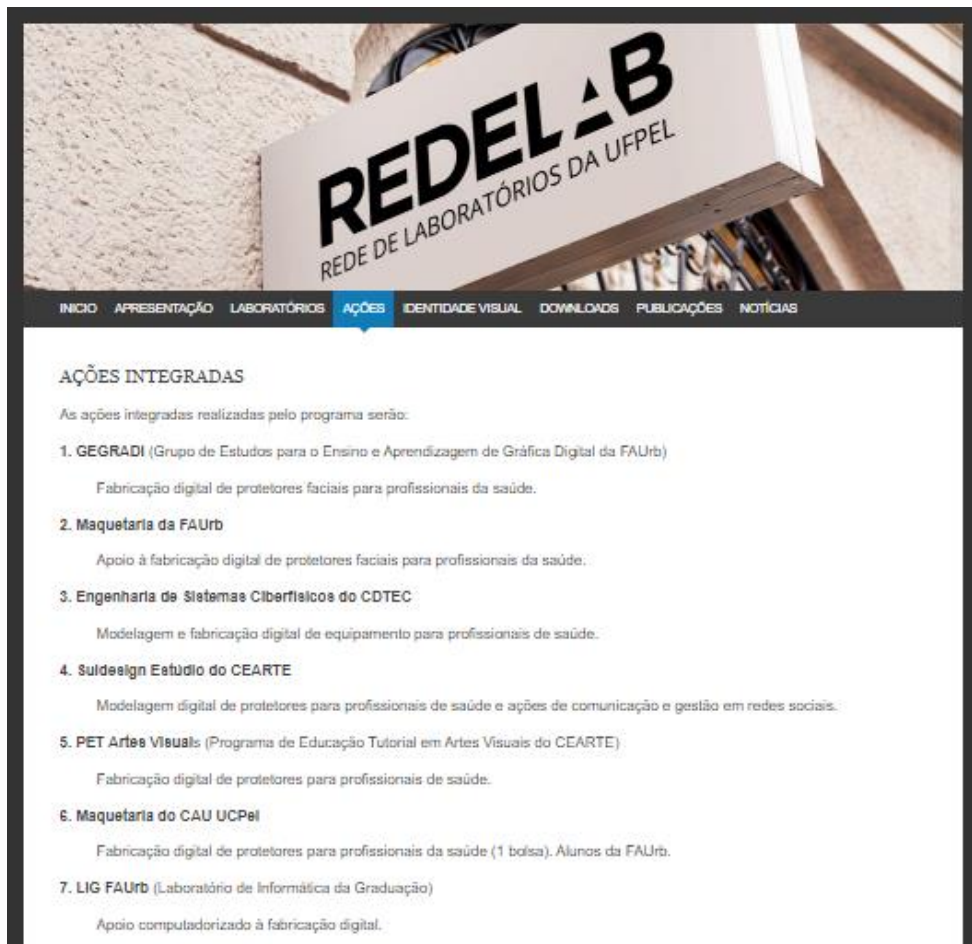 REDELAB
REDE DE LABORATÓRIOS DA UFPEL
INICIO APRESENTAÇÃO LABORATÓRIOS AÇÕES IDENTIDADE VISUAL DOWNLOADS PUBLICAÇÕES NOTÍCIAS
AÇÕES INTEGRADAS
As ações integradas realizadas pelo programa serão:
1. GEGRADI (Grupo de Estudos para o Ensino e Aprendizagem de Gráfica Digital da FAUrb)
Fabricação digital de protetores faciais para profissionais da saúde.
2. Maquetaria da FAUrb
Apoio à fabricação digital de protetores faciais para profissionais da saúde.
3. Engenharia de Sistemas Ciberfísicos do CDTEC
Modelagem e fabricação digital de equipamento para profissionais de saúde.
4. Suldesign Estúdio do CEARTE
Modelagem digital de protetores para profissionais de saúde e ações de comunicação e gestão em redes sociais.
5. PET Artes Visuais (Programa de Educação Tutorial em Artes Visuais do CEARTE)
Fabricação digital de protetores para profissionais de saúde.
6. Maquetaria do CAU UCPel
Fabricação digital de protetores para profissionais da saúde (1 bolsa). Alunos da FAUrb.
7. LIG FAUrb (Laboratório de Informática da Graduação)
Apoio computadorizado à fabricação digital.